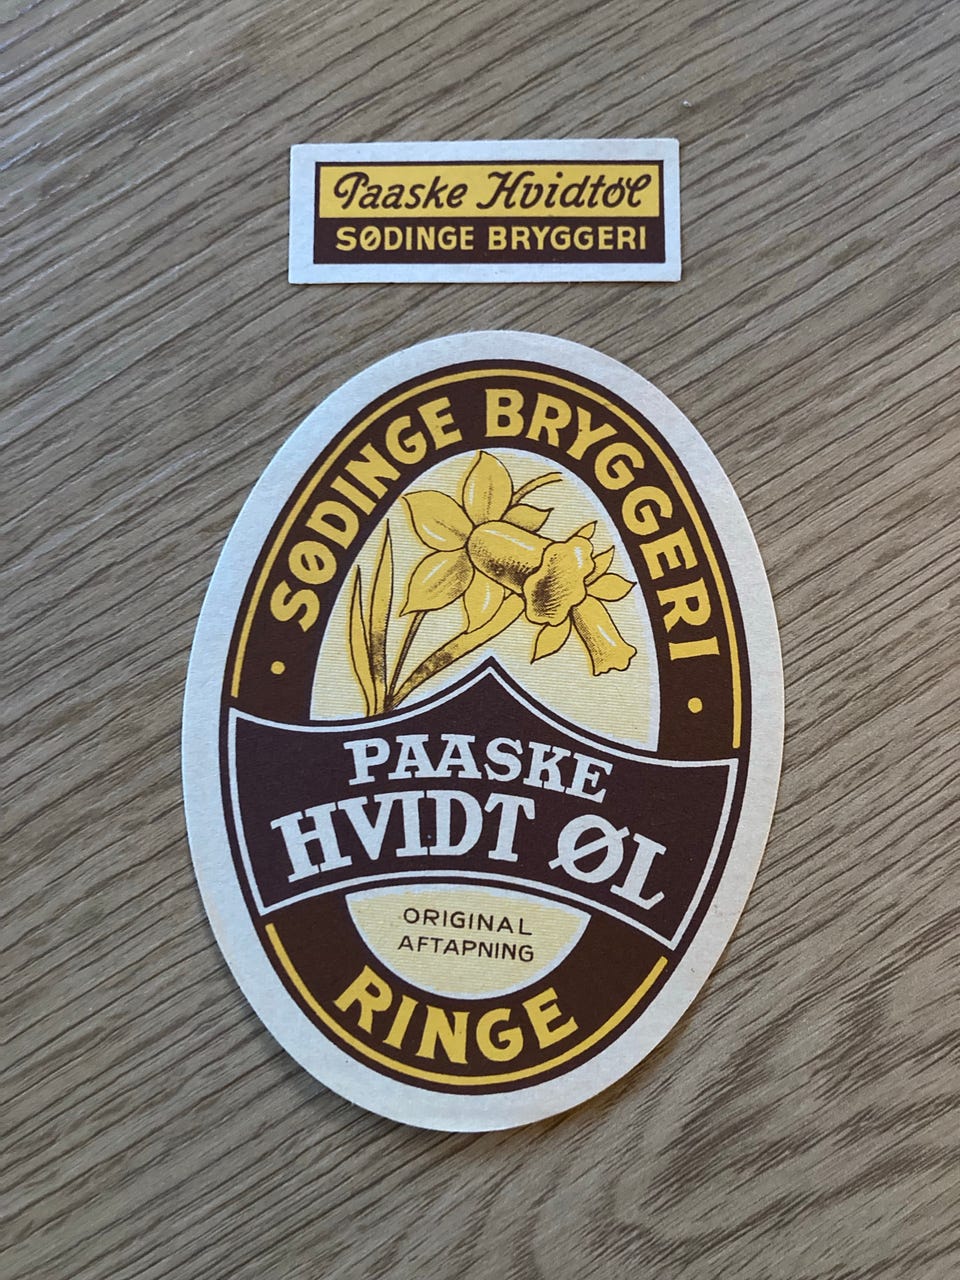 Paaske Hvidtøl
SØDINGE BRYGGERI
SØDINGE BRYGGERI
PAASKE
HVIDT ØL
ORIGINAL
AFTAPNING
RINGE